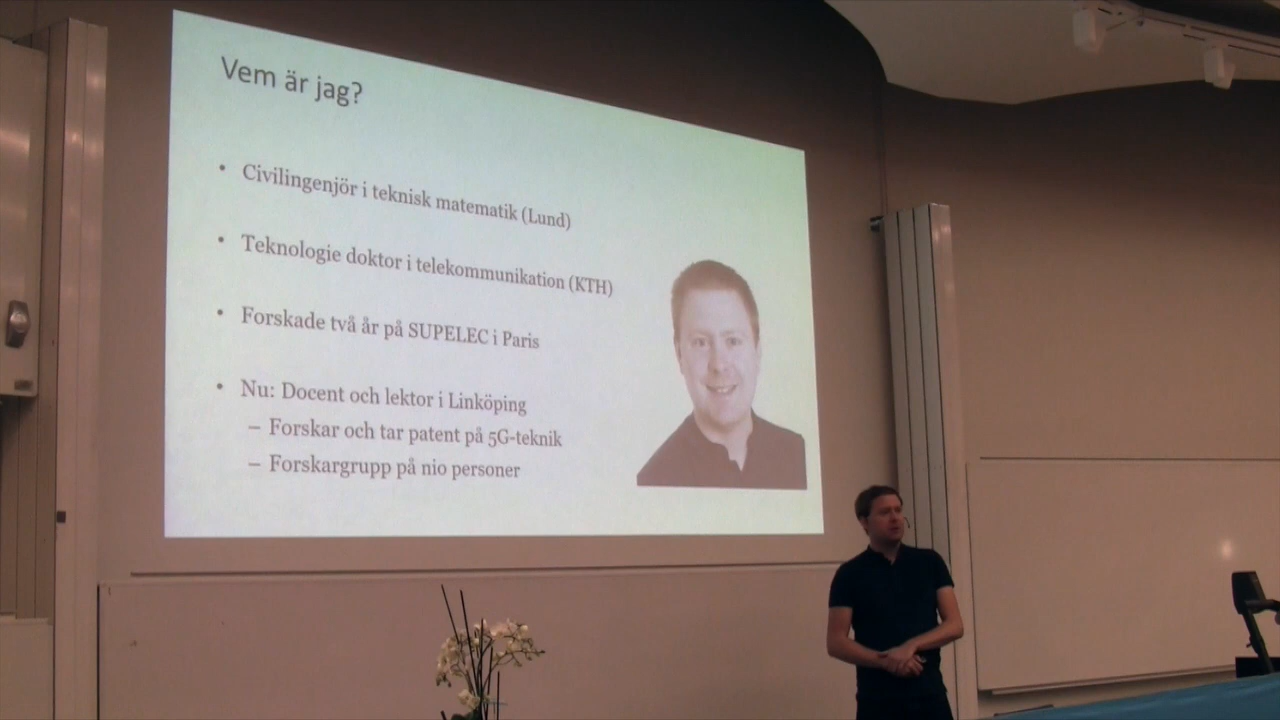 Vem är jag?
• Civilingenjör i teknisk matematik (Lund)
• Teknologie doktor i telekommunikation (KTH)
• Forskade två år på SUPELEC i Paris
• Nu: Docent och lektor i Linköping
– Forskar och tar patent på 5G-teknik
– Forskargrupp på nio personer